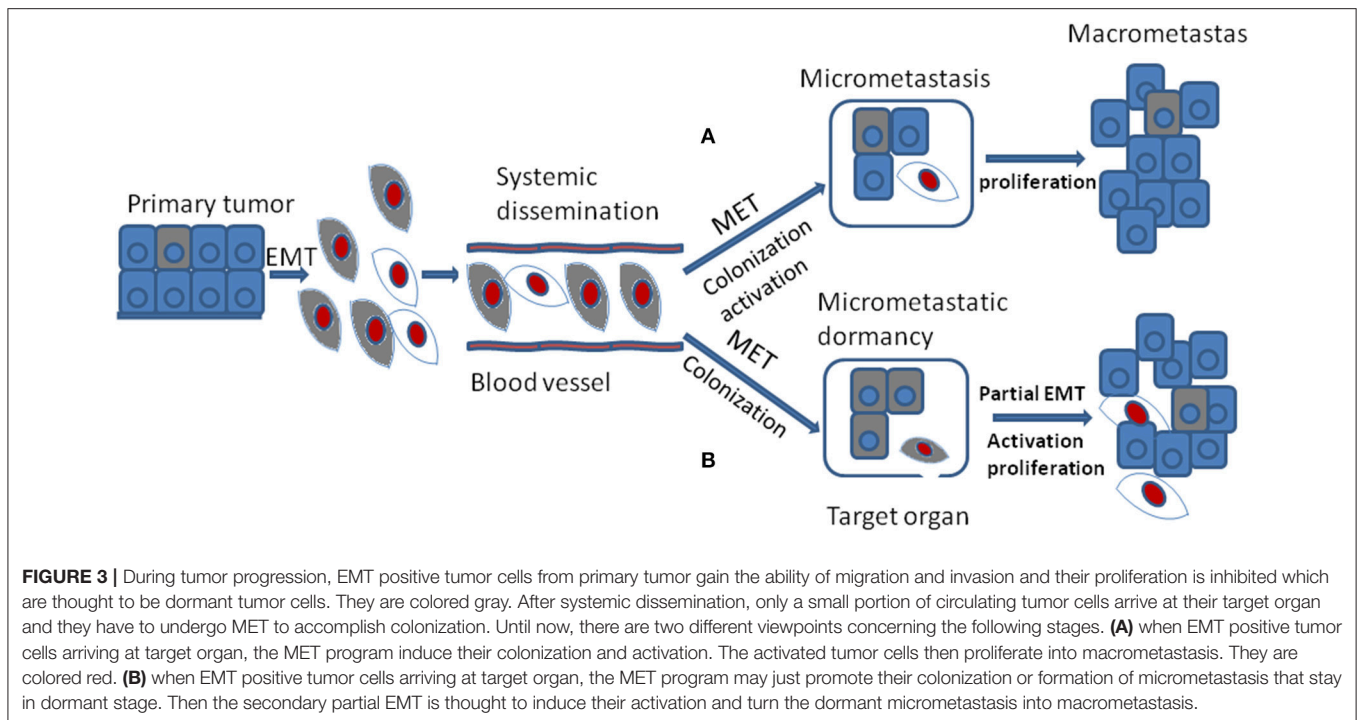 Macrometastas
Micrometastasis
A
Systemic
dissemination
Primary tumor
EMT
MET
Colonization
activation
proliferation
Blood vessel
MET
Colonization
Micrometastatic
dormancy
Partial EMT
Activation
proliferation
B
Target organ
FIGURE 3 | During tumor progression, EMT positive tumor cells from primary tumor gain the ability of migration and invasion and their proliferation is inhibited which
are thought to be dormant tumor cells. They are colored gray. After systemic dissemination, only a small portion of circulating tumor cells arrive at their target organ
and they have to undergo MET to accomplish colonization. Until now, there are two different viewpoints concerning the following stages. (A) when EMT positive tumor
cells arriving at target organ, the MET program induce their colonization and activation. The activated tumor cells then proliferate into macrometastasis. They are
colored red. (B) when EMT positive tumor cells arriving at target organ, the MET program may just promote their colonization or formation of micrometastasis that stay
in dormant stage. Then the secondary partial EMT is thought to induce their activation and turn the dormant micrometastasis into macrometastasis.